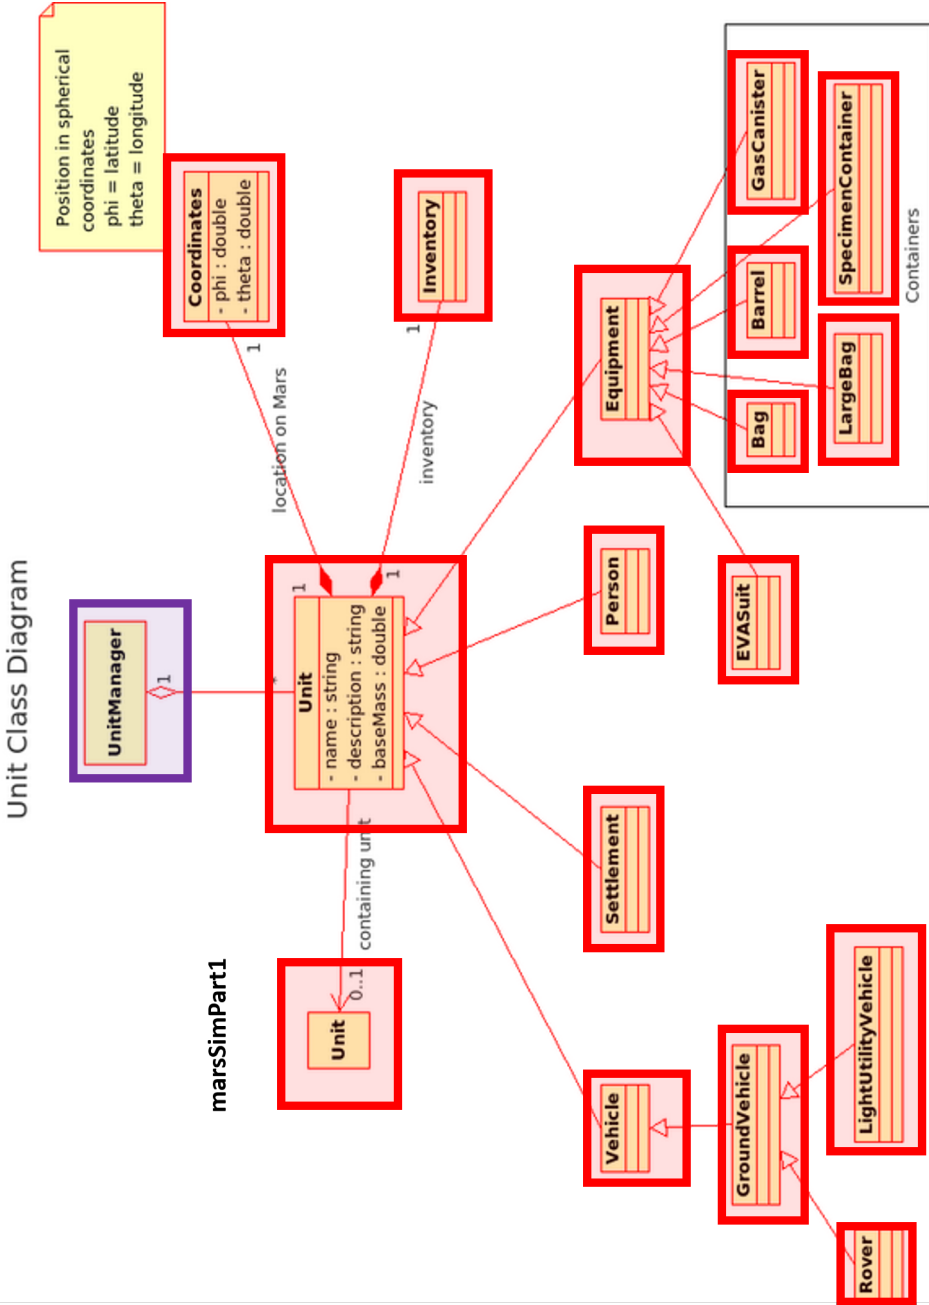 Unit Class Diagram
marsSimPart1
UnitManager
1
*
Position in spherical
coordinates
phi = latitude
theta = longitude
Coordinates
- phi : double
- theta : double
1
location on Mars
Inventory
1
inventory
Unit
- name : string
- description : string
- baseMass : double
1
1
Unit
0..1
containing unit
Vehicle
Settlement
Person
Equipment
GroundVehicle
EVASuit
Bag
Barrel
GasCanister
Rover
LightUtilityVehicle
LargeBag
SpecimenContainer
Containers